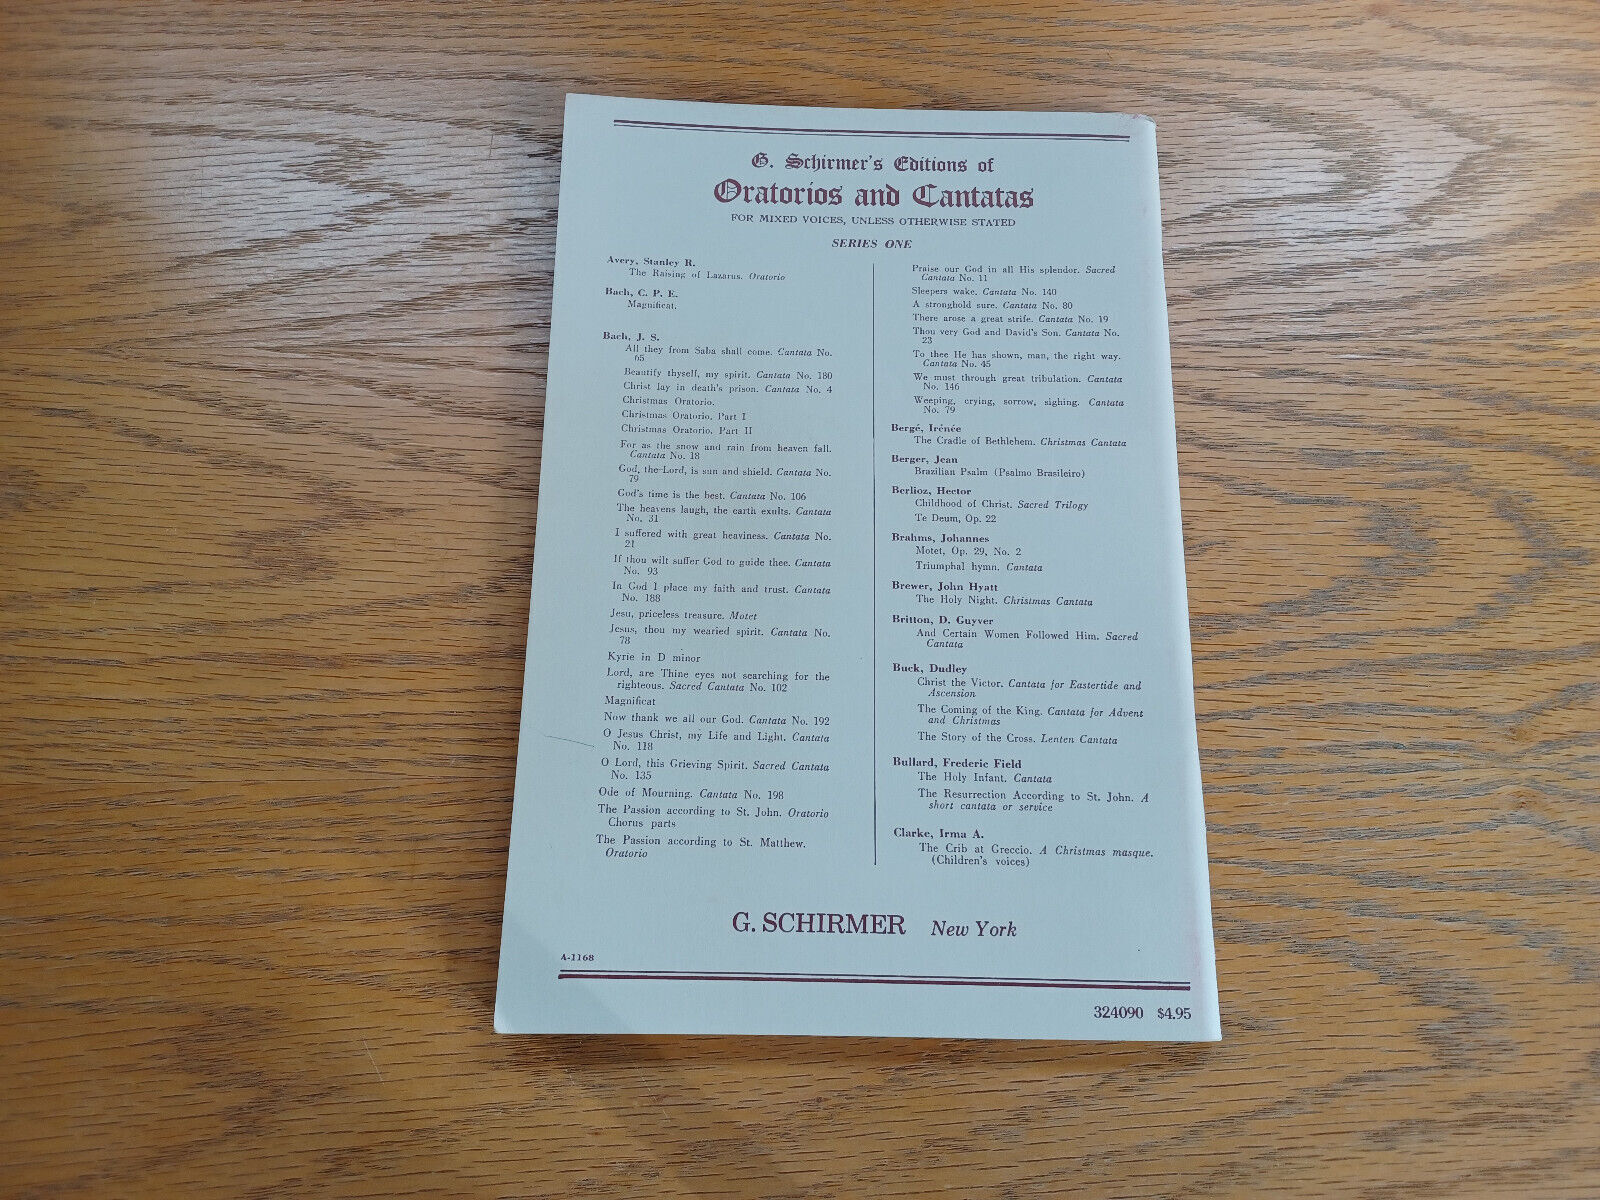 G. Schirmer's Editions of
Oratorios and Cantatas
FOR MIXED VOICES, UNLESS OTHERWISE STATED
SERIES ONE
Avery, Stanley R.
The Raising of Lazarus. Oratorio
Bach, C. P. E.
Magnificat.
Bach, J. S.
All they from Saba shall come. Cantata No.
65
Beautify thyself, my spirit. Cantata No. 180
Christ lay in death's prison. Cantata No. 4
Christmas Oratorio.
Christmas Oratorio. Part I
Christmas Oratorio. Part II
For as the snow and rain from heaven fall.
Cantata No. 18
God, the Lord, is sun and shield. Cantata No.
79
God's time is the best. Cantata No. 106
The heavens laugh, the earth exults. Cantata
No. 31
I suffered with great heaviness. Cantata No.
21
If thou wilt suffer God to guide thee. Cantata
No. 93
In God I place my faith and trust. Cantata
No. 188
Jesu, priceless treasure. Motet
Jesus, thou my wearied spirit. Cantata No.
78
Kyrie in D minor
Lord, are Thine eyes not searching for the
righteous. Sacred Cantata No. 102
Magnificat
Now thank we all our God. Cantata No. 192
O Jesus Christ, my Life and Light. Cantata
No. 118
O Lord, this Grieving Spirit. Sacred Cantata
No. 135
Ode of Mourning. Cantata No. 198
The Passion according to St. John. Oratorio
Chorus parts
The Passion according to St. Matthew.
Oratorio
Praise our God in all His splendor. Sacred
Cantata No. 11
Sleepers wake. Cantata No. 140
A stronghold sure. Cantata No. 80
There arose a great strife. Cantata No. 19
Thou very God and David's Son. Cantata No.
23
To thee He has shown, man, the right way.
Cantata No. 45
We must through great tribulation. Cantata
No. 146
Weeping, crying, sorrow, sighing. Cantata
No. 79
Bergé, Irénée
The Cradle of Bethlehem. Christmas Cantata
Berger, Jean
Brazilian Psalm (Psalmo Brasileiro)
Berlioz, Hector
Childhood of Christ. Sacred Trilogy
Te Deum, Op. 22
Brahms, Johannes
Motet, Op. 29, No. 2
Triumphal hymn. Cantata
Brewer, John Hyatt
The Holy Night. Christmas Cantata
Britton, D. Guyver
And Certain Women Followed Him. Sacred
Cantata
Buck, Dudley
Christ the Victor. Cantata for Eastertide and
Ascension
The Coming of the King. Cantata for Advent
and Christmas
The Story of the Cross. Lenten Cantata
Bullard, Frederic Field
The Holy Infant. Cantata
The Resurrection According to St. John. A
short cantata or service
Clarke, Irma A.
The Crib at Greccio. A Christmas masque.
(Children's voices)
G. SCHIRMER New York
A-1168
324090 $4.95